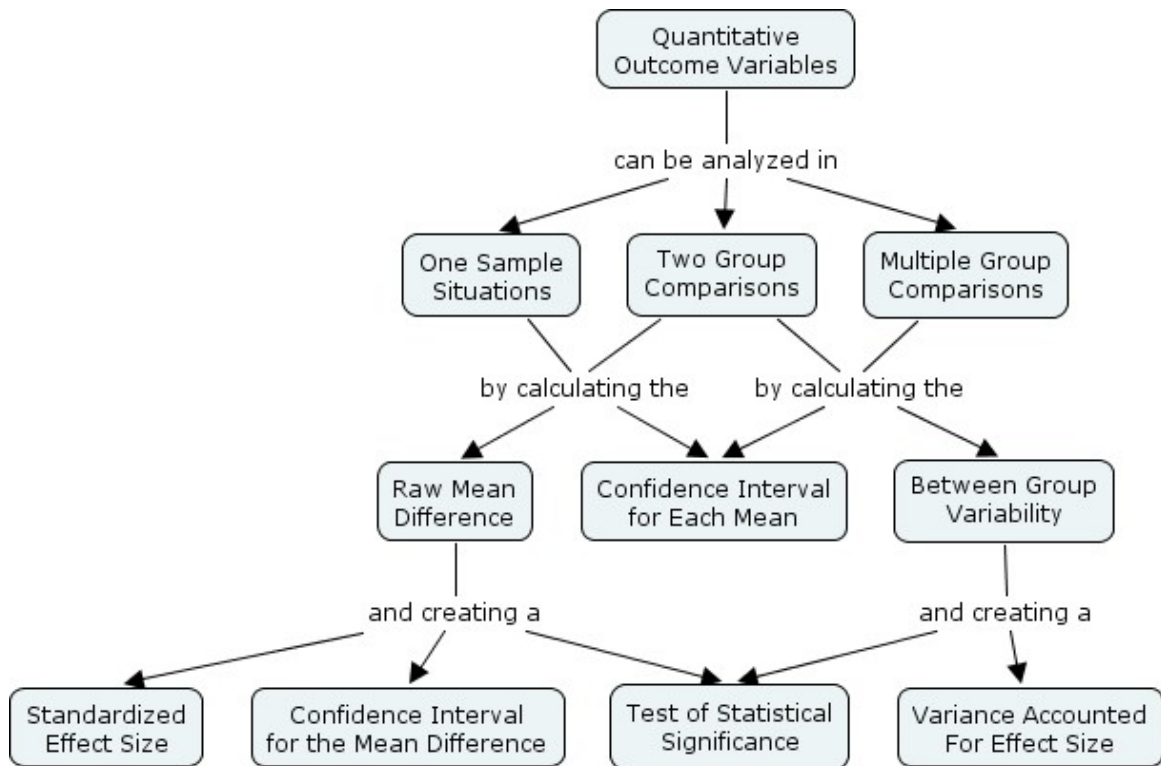 Quantitative
Outcome Variables
can be analyzed in
One Sample
Situations
Two Group
Comparisons
Multiple Group
Comparisons
by calculating the
by calculating the
Raw Mean
Difference
Confidence Interval
for Each Mean
Between Group
Variability
and creating a
and creating a
Standardized
Effect Size
Confidence Interval
for the Mean Difference
Test of Statistical
Significance
Variance Accounted
For Effect Size